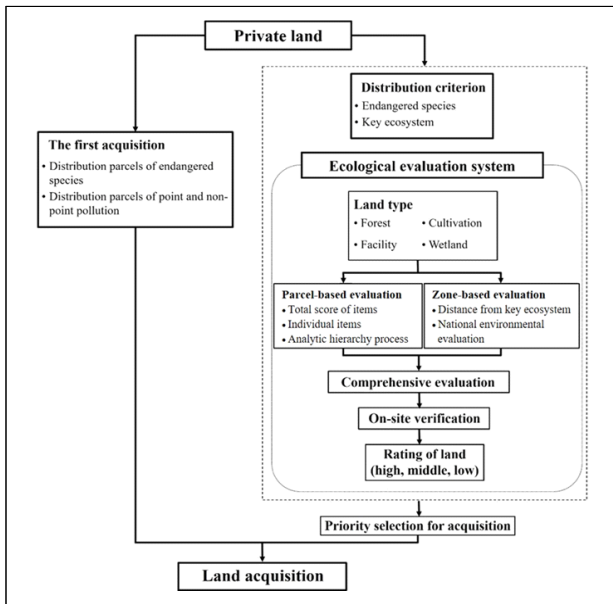 Private land
Distribution criterion
• Endangered species
• Key ecosystem
The first acquisition
• Distribution parcels of endangered
species
• Distribution parcels of point and non-
point pollution
Ecological evaluation system
Land type
• Forest • Cultivation
• Facility • Wetland
Parcel-based evaluation
• Total score of items
• Individual items
• Analytic hierarchy process
Zone-based evaluation
• Distance from key ecosystem
• National environmental
evaluation
Comprehensive evaluation
On-site verification
Rating of land
(high, middle, low)
Priority selection for acquisition
Land acquisition